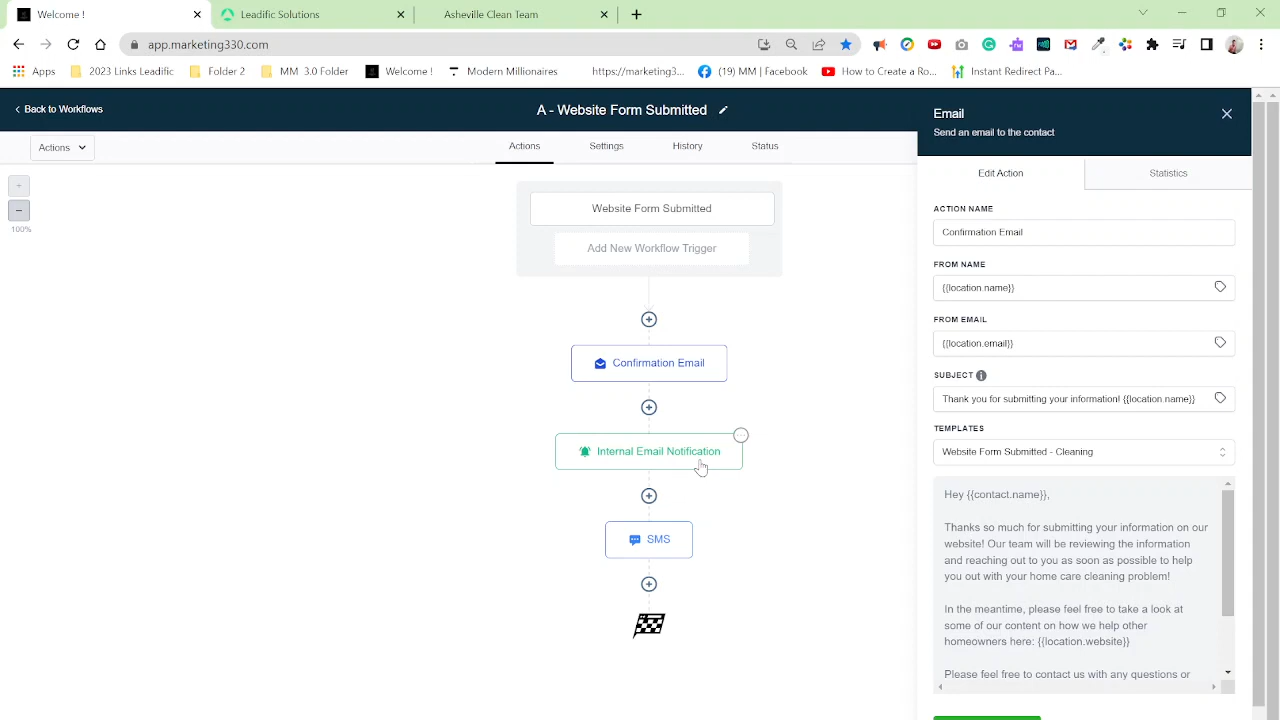 Welcome !
Leadific Solutions
Asheville Clean Team
app.marketing330.com
Apps
2023 Link Leadific
Folder 2
MM 3.0 Folder
Welcome !
Modern Millionaires
https://marketing3...
(19) MM | Facebook
How to Create a Ro...
Instant Redirect Pa...
Back to Workflows
A - Website Form Submitted
Actions
Actions
Settings
History
Status
100%
Website Form Submitted
Add New Workflow Trigger
Confirmation Email
Internal Email Notification
SMS
Email
Send an email to the contact
Edit Action
Statistics
ACTION NAME
Confirmation Email
FROM NAME
{{location.name}}
FROM EMAIL
{{location.email}}
SUBJECT
Thank you for submitting your information! {{location.name}}
TEMPLATES
Website Form Submitted - Cleaning
Hey {{contact.name}},
Thanks so much for submitting your information on our
website! Our team will be reviewing the information
and reaching out to you as soon as possible to help
you out with your home care cleaning problem!
In the meantime, please feel free to take a look at
some of our content on how we help other
homeowners here: {{location.website}}
Please feel free to contact us with any questions or